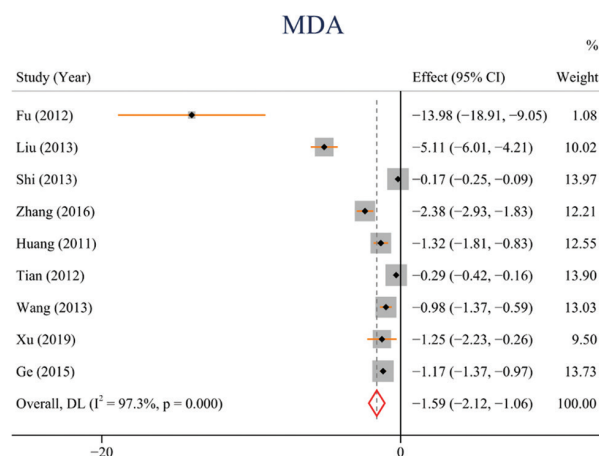 MDA
%
Study (Year) Effect (95% CI) Weight
Fu (2012) −13.98 (−18.91, −9.05) 1.08
Liu (2013) −5.11 (−6.01, −4.21) 10.02
Shi (2013) −0.17 (−0.25, −0.09) 13.97
Zhang (2016) −2.38 (−2.93, −1.83) 12.21
Huang (2011) −1.32 (−1.81, −0.83) 12.55
Tian (2012) −0.29 (−0.42, −0.16) 13.90
Wang (2013) −0.98 (−1.37, −0.59) 13.03
Xu (2019) −1.25 (−2.23, −0.26) 9.50
Ge (2015) −1.17 (−1.37, −0.97) 13.73
Overall, DL (I² = 97.3%, p = 0.000) −1.59 (−2.12, −1.06) 100.00
−20 0